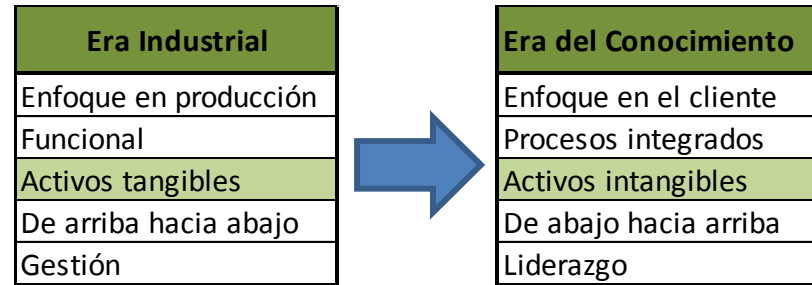 Era Industrial
Enfoque en producción
Funcional
Activos tangibles
De arriba hacia abajo
Gestión
Era del Conocimiento
Enfoque en el cliente
Procesos integrados
Activos intangibles
De abajo hacia arriba
Liderazgo